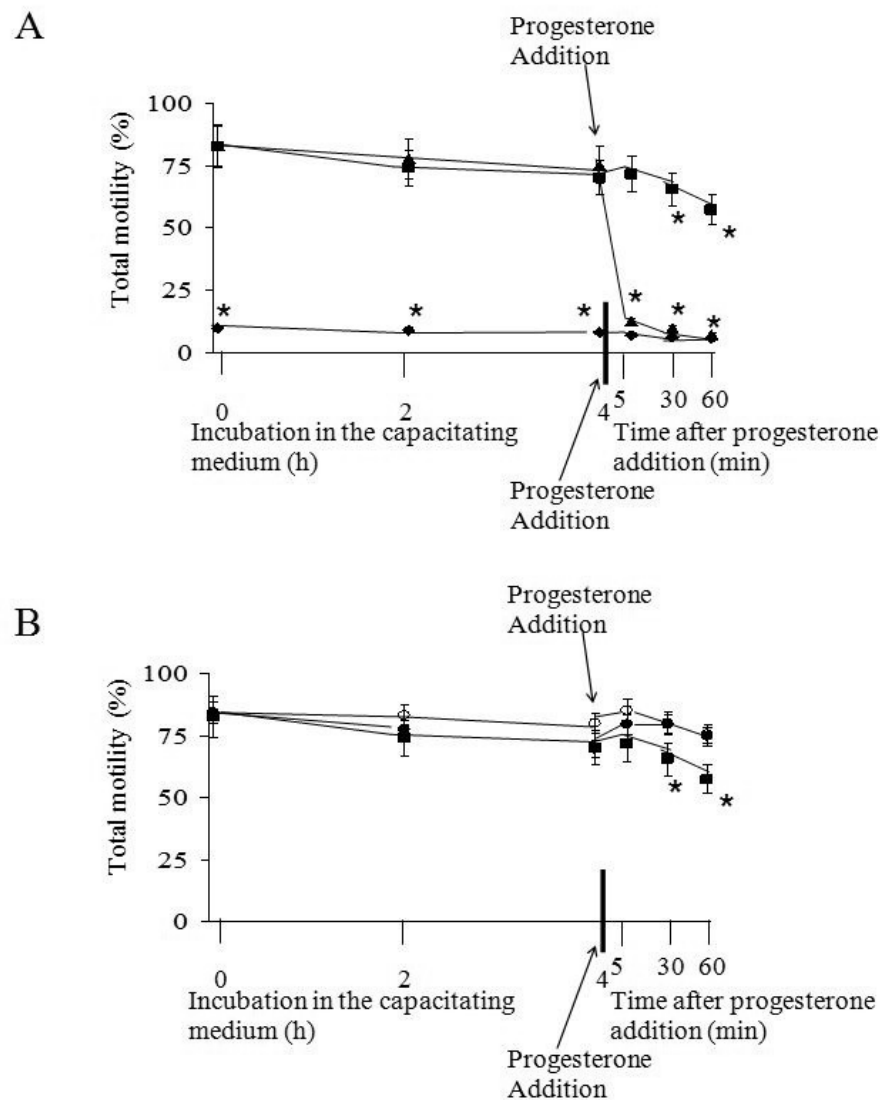 A
Progesterone
Addition
Total motility (%)
100
75
50
25
0
*
*
*
*
*
*
*
*
0
2
4
5
30
60
Incubation in the capacitating
medium (h)
Time after progesterone
addition (min)
Progesterone
Addition
B
Progesterone
Addition
Total motility (%)
100
75
50
25
0
*
*
0
2
4
5
30
60
Incubation in the capacitating
medium (h)
Time after progesterone
addition (min)
Progesterone
Addition